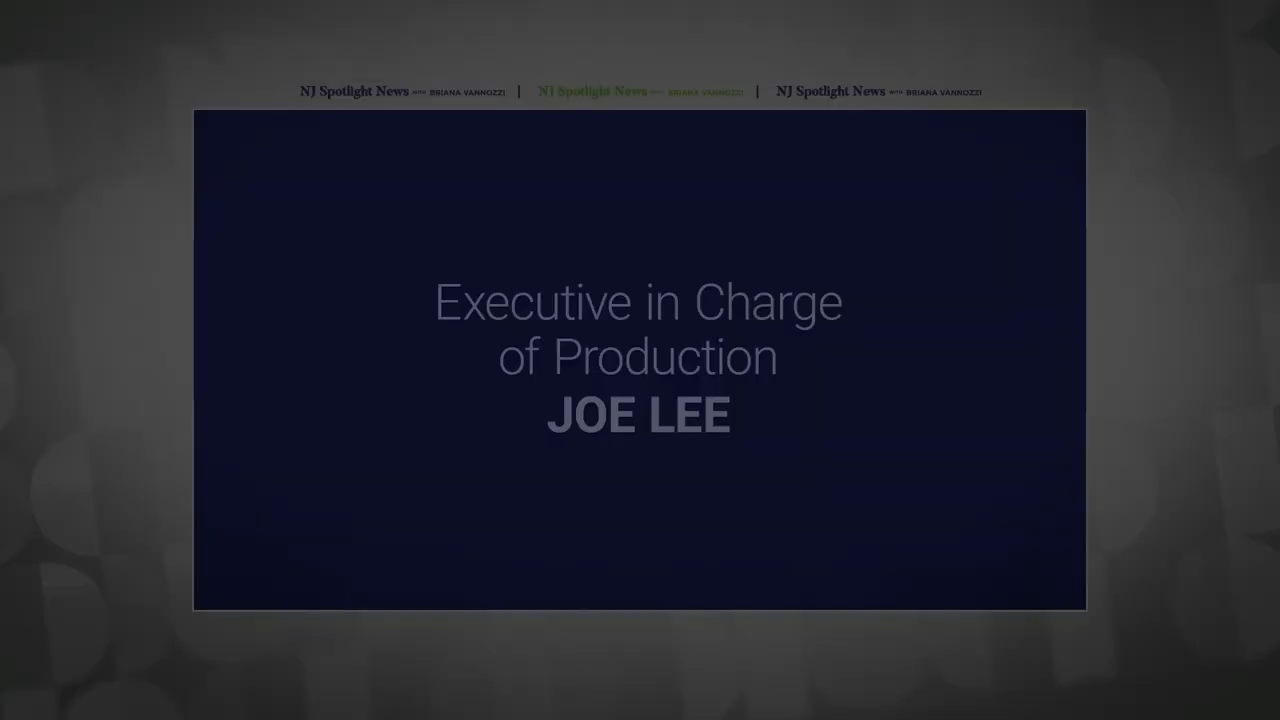 NJ Spotlight News WITH BRIANA VANNOZZI | NJ Spotlight News WITH BRIANA VANNOZZI | NJ Spotlight News WITH BRIANA VANNOZZI
Executive in Charge
of Production
JOE LEE